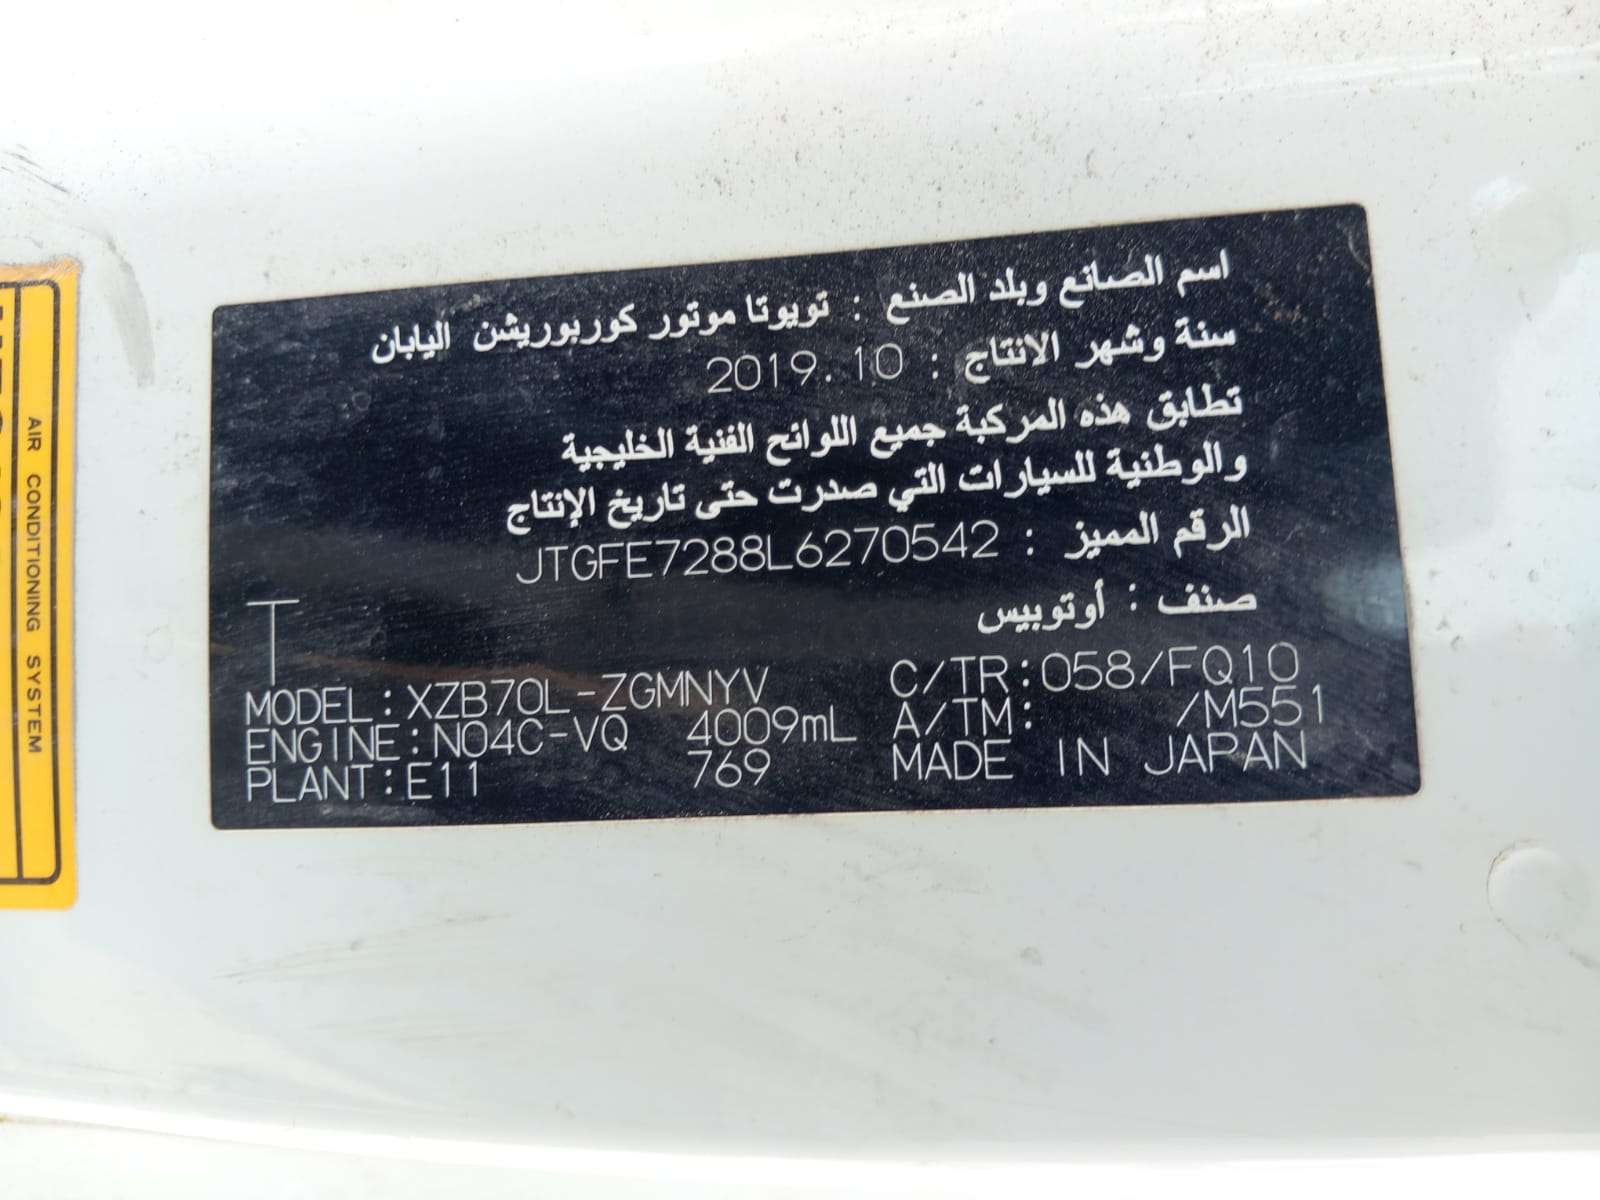 اسم الصانع وبلد الصنع : تويوتا موتور كوربوريشن اليابان
سنة وشهر الانتاج : 2019.10
تطابق هذه المركبة جميع اللوائح الفنية الخليجية
والوطنية للسيارات التي صدرت حتى تاريخ الإنتاج
الرقم المميز : JTGFE7288L6270542
صنف : أوتوبيس
T
MODEL:XZB70L-ZGMNYV C/TR:058/FQ10
ENGINE:N04C-VQ 4009mL A/TM: /M551
PLANT:E11 769 MADE IN JAPAN
AIR CONDITIONING SYSTEM